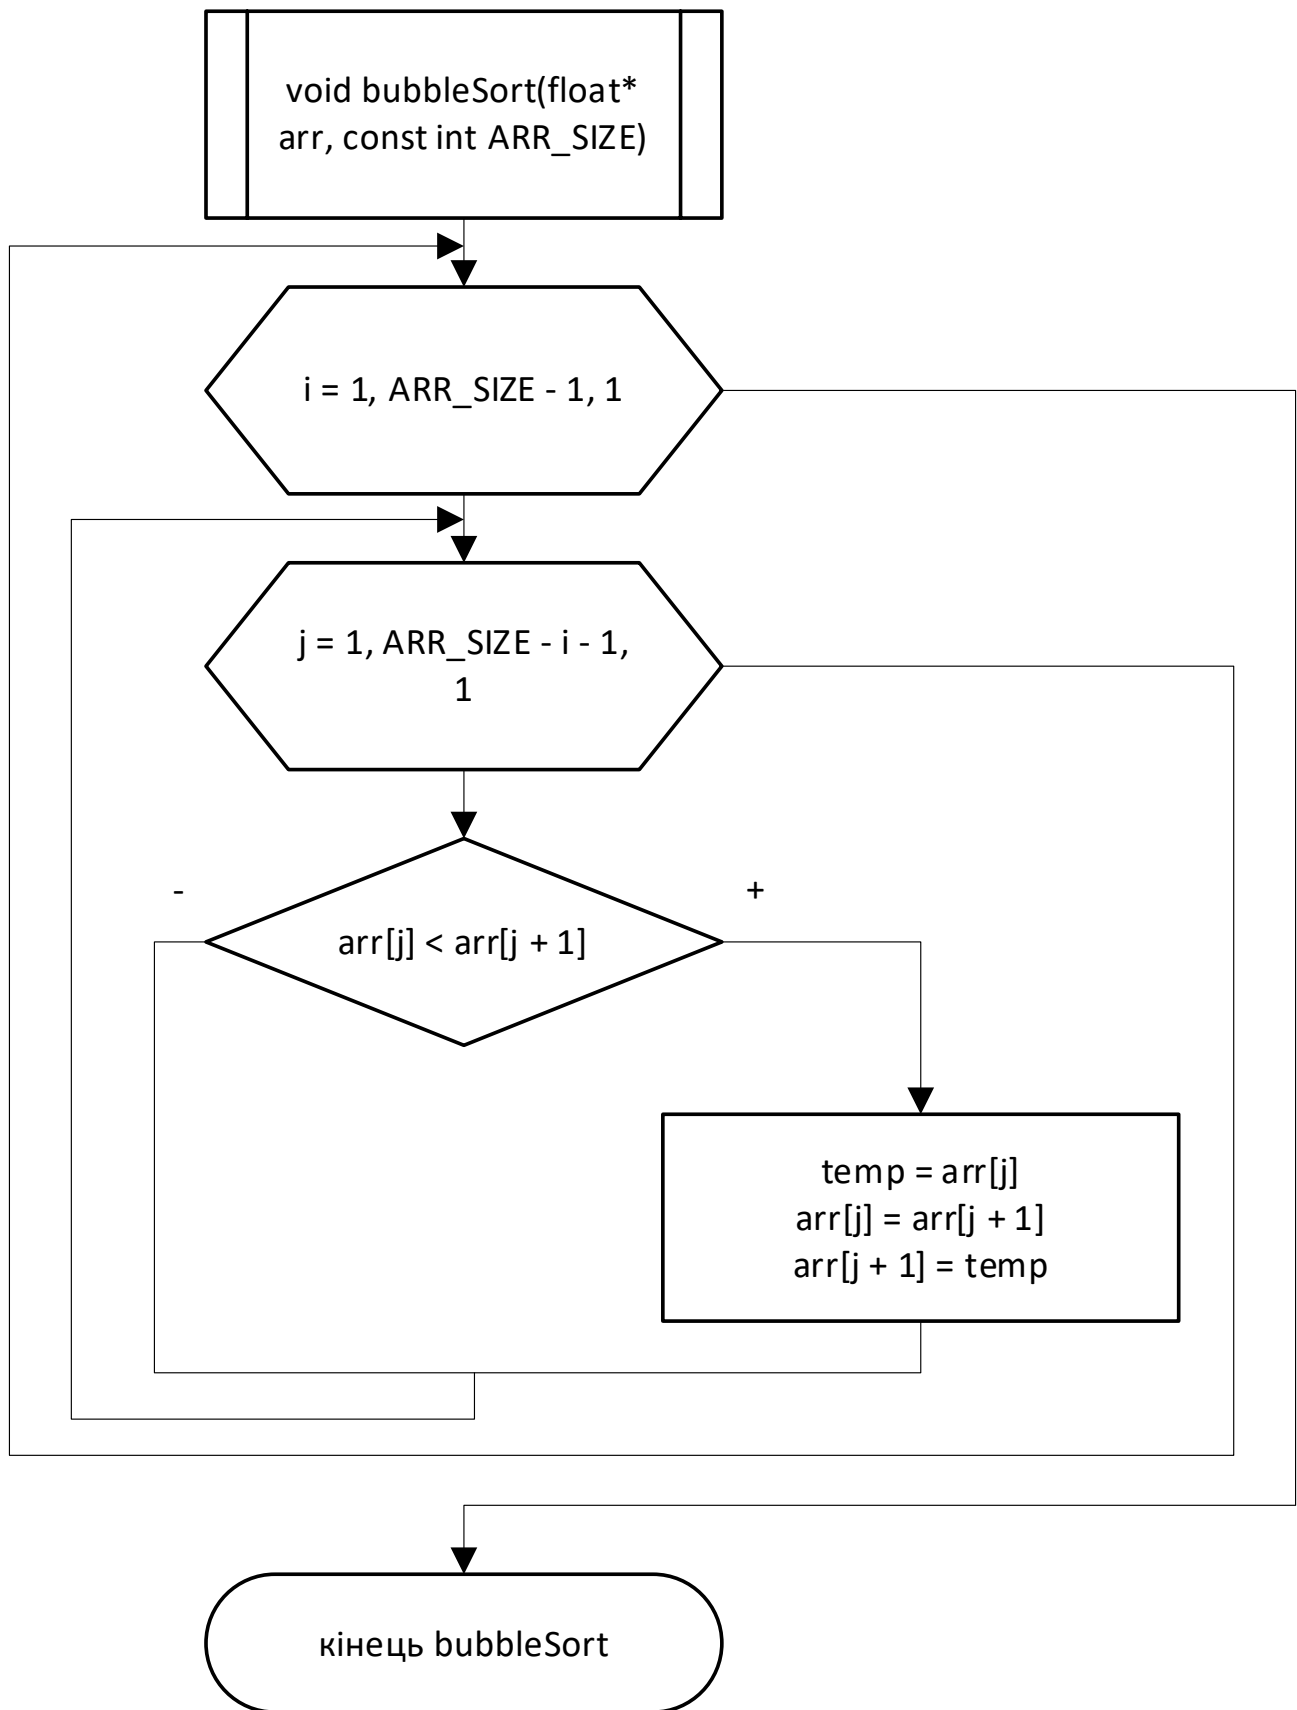 void bubbleSort(float*
arr, const int ARR_SIZE)
i = 1, ARR_SIZE - 1, 1
j = 1, ARR_SIZE - i - 1,
1
-
+
arr[j] < arr[j + 1]
temp = arr[j]
arr[j] = arr[j + 1]
arr[j + 1] = temp
кінець bubbleSort